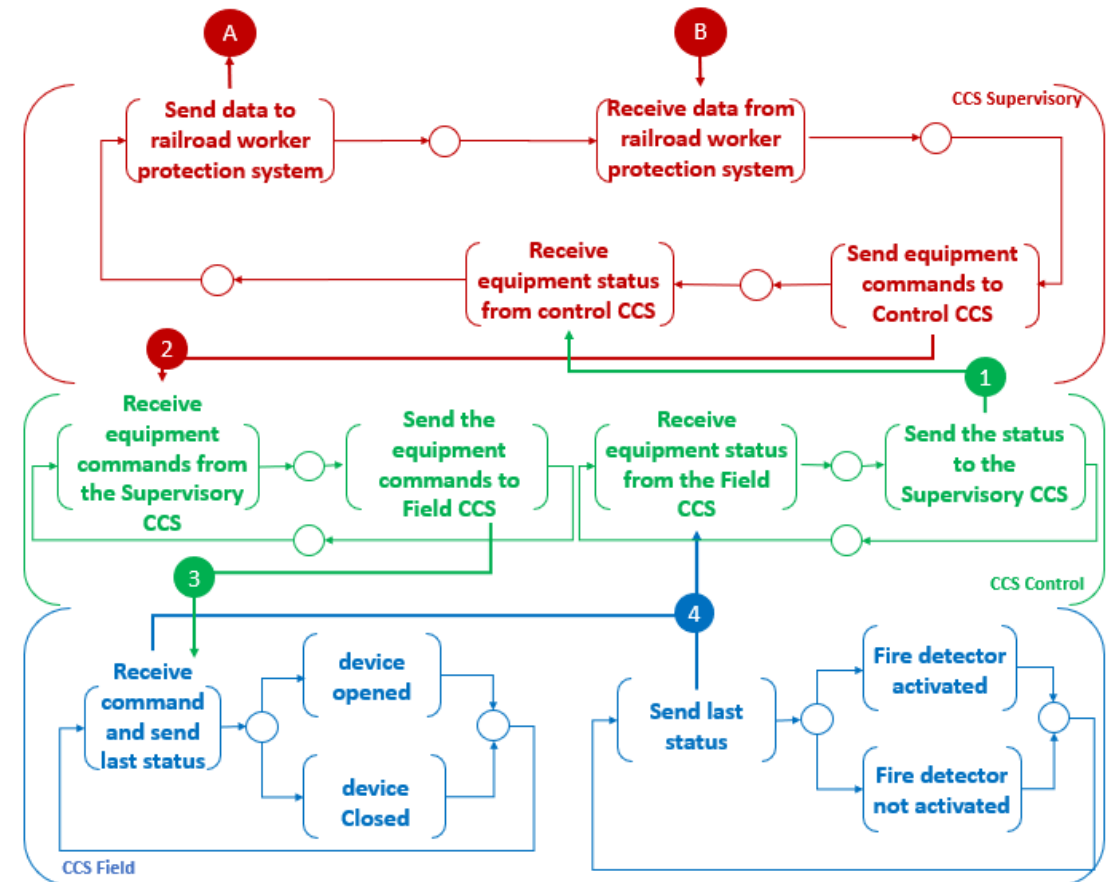 A
B
CCS Supervisory
Send data to
railroad worker
protection system
Receive data from
railroad worker
protection system
Receive
equipment status
from control CCS
Send equipment
commands to
Control CCS
2
1
Receive
equipment
commands from
the Supervisory
CCS
Send the
equipment
commands to
Field CCS
Receive
equipment status
from the Field
CCS
Send the status
to the
Supervisory CCS
3
CCS Control
4
Receive
command
and send
last status
device
opened
device
Closed
Send last
status
Fire detector
activated
Fire detector
not activated
CCS Field